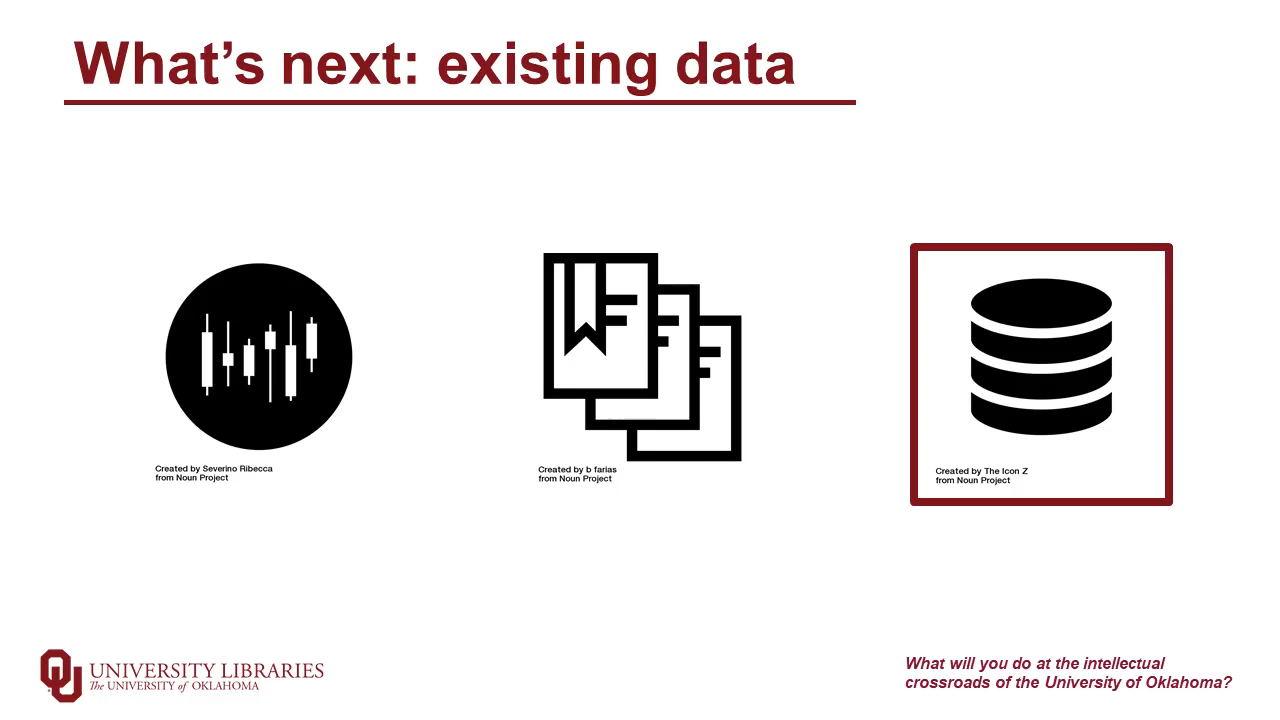 What’s next: existing data
Created by Severino Ribecca
from Noun Project
Created by b farias
from Noun Project
Created by The Icon Z
from Noun Project
UNIVERSITY LIBRARIES
The UNIVERSITY of OKLAHOMA
What will you do at the intellectual
crossroads of the University of Oklahoma?